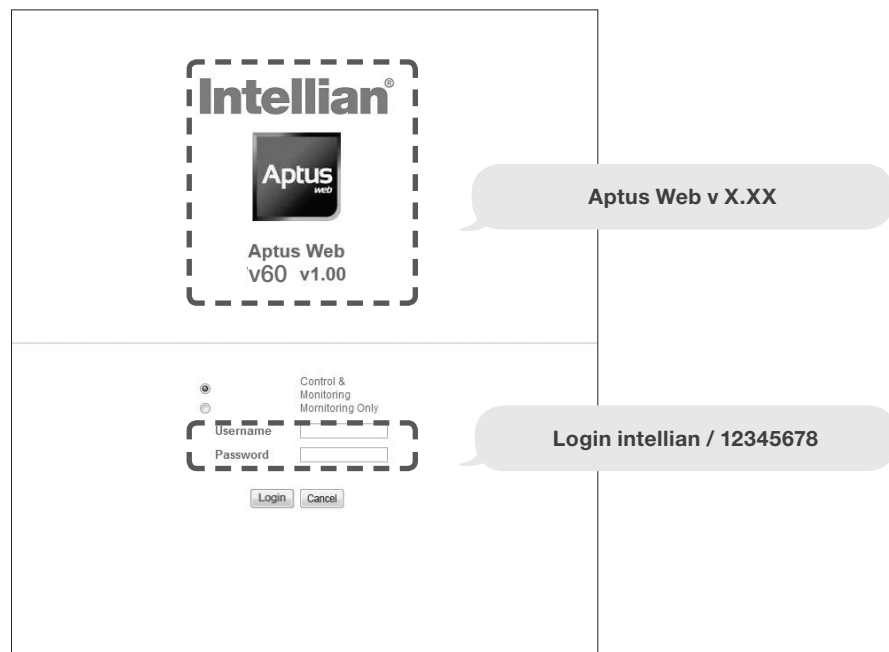 Intellian®
Aptus
web
Aptus Web
v60 v1.00
Aptus Web v X.XX
Control &
Monitoring
Mornitoring Only
Username
Password
Login intellian / 12345678
Login Cancel